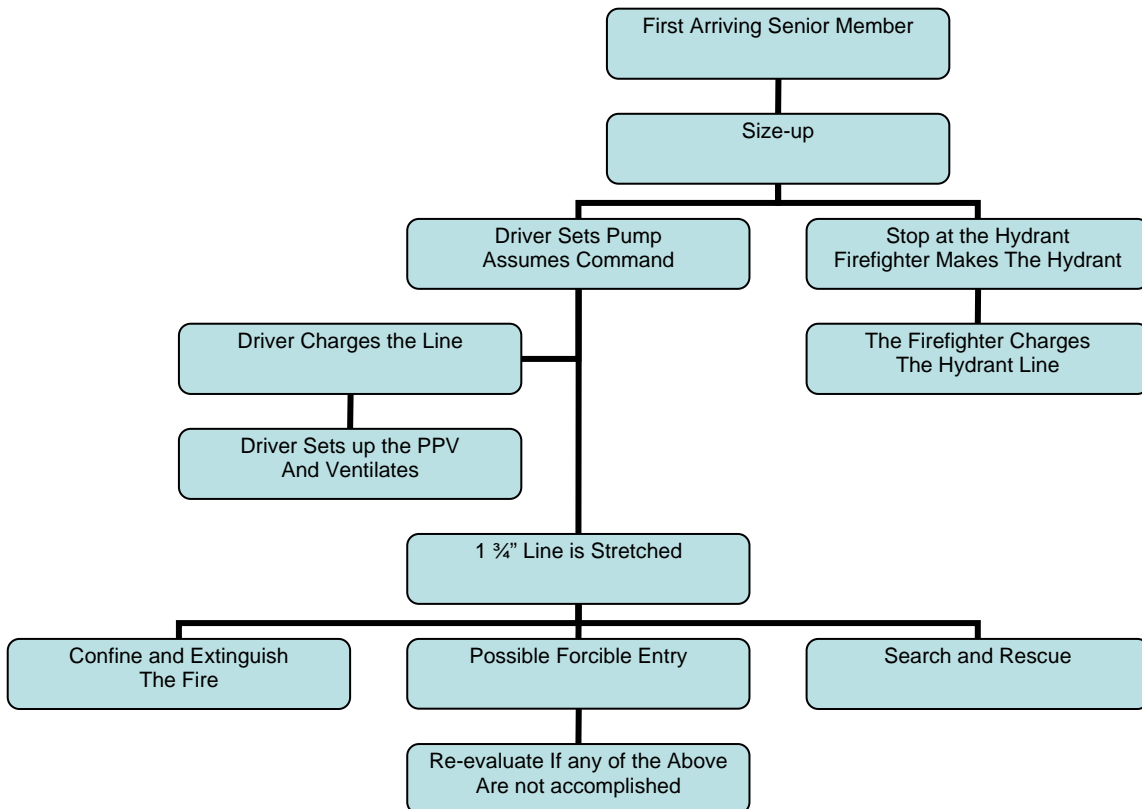 First Arriving Senior Member
Size-up
Driver Sets Pump
Assumes Command
Stop at the Hydrant
Firefighter Makes The Hydrant
Driver Charges the Line
The Firefighter Charges
The Hydrant Line
Driver Sets up the PPV
And Ventilates
1 ¾” Line is Stretched
Confine and Extinguish
The Fire
Possible Forcible Entry
Search and Rescue
Re-evaluate If any of the Above
Are not accomplished